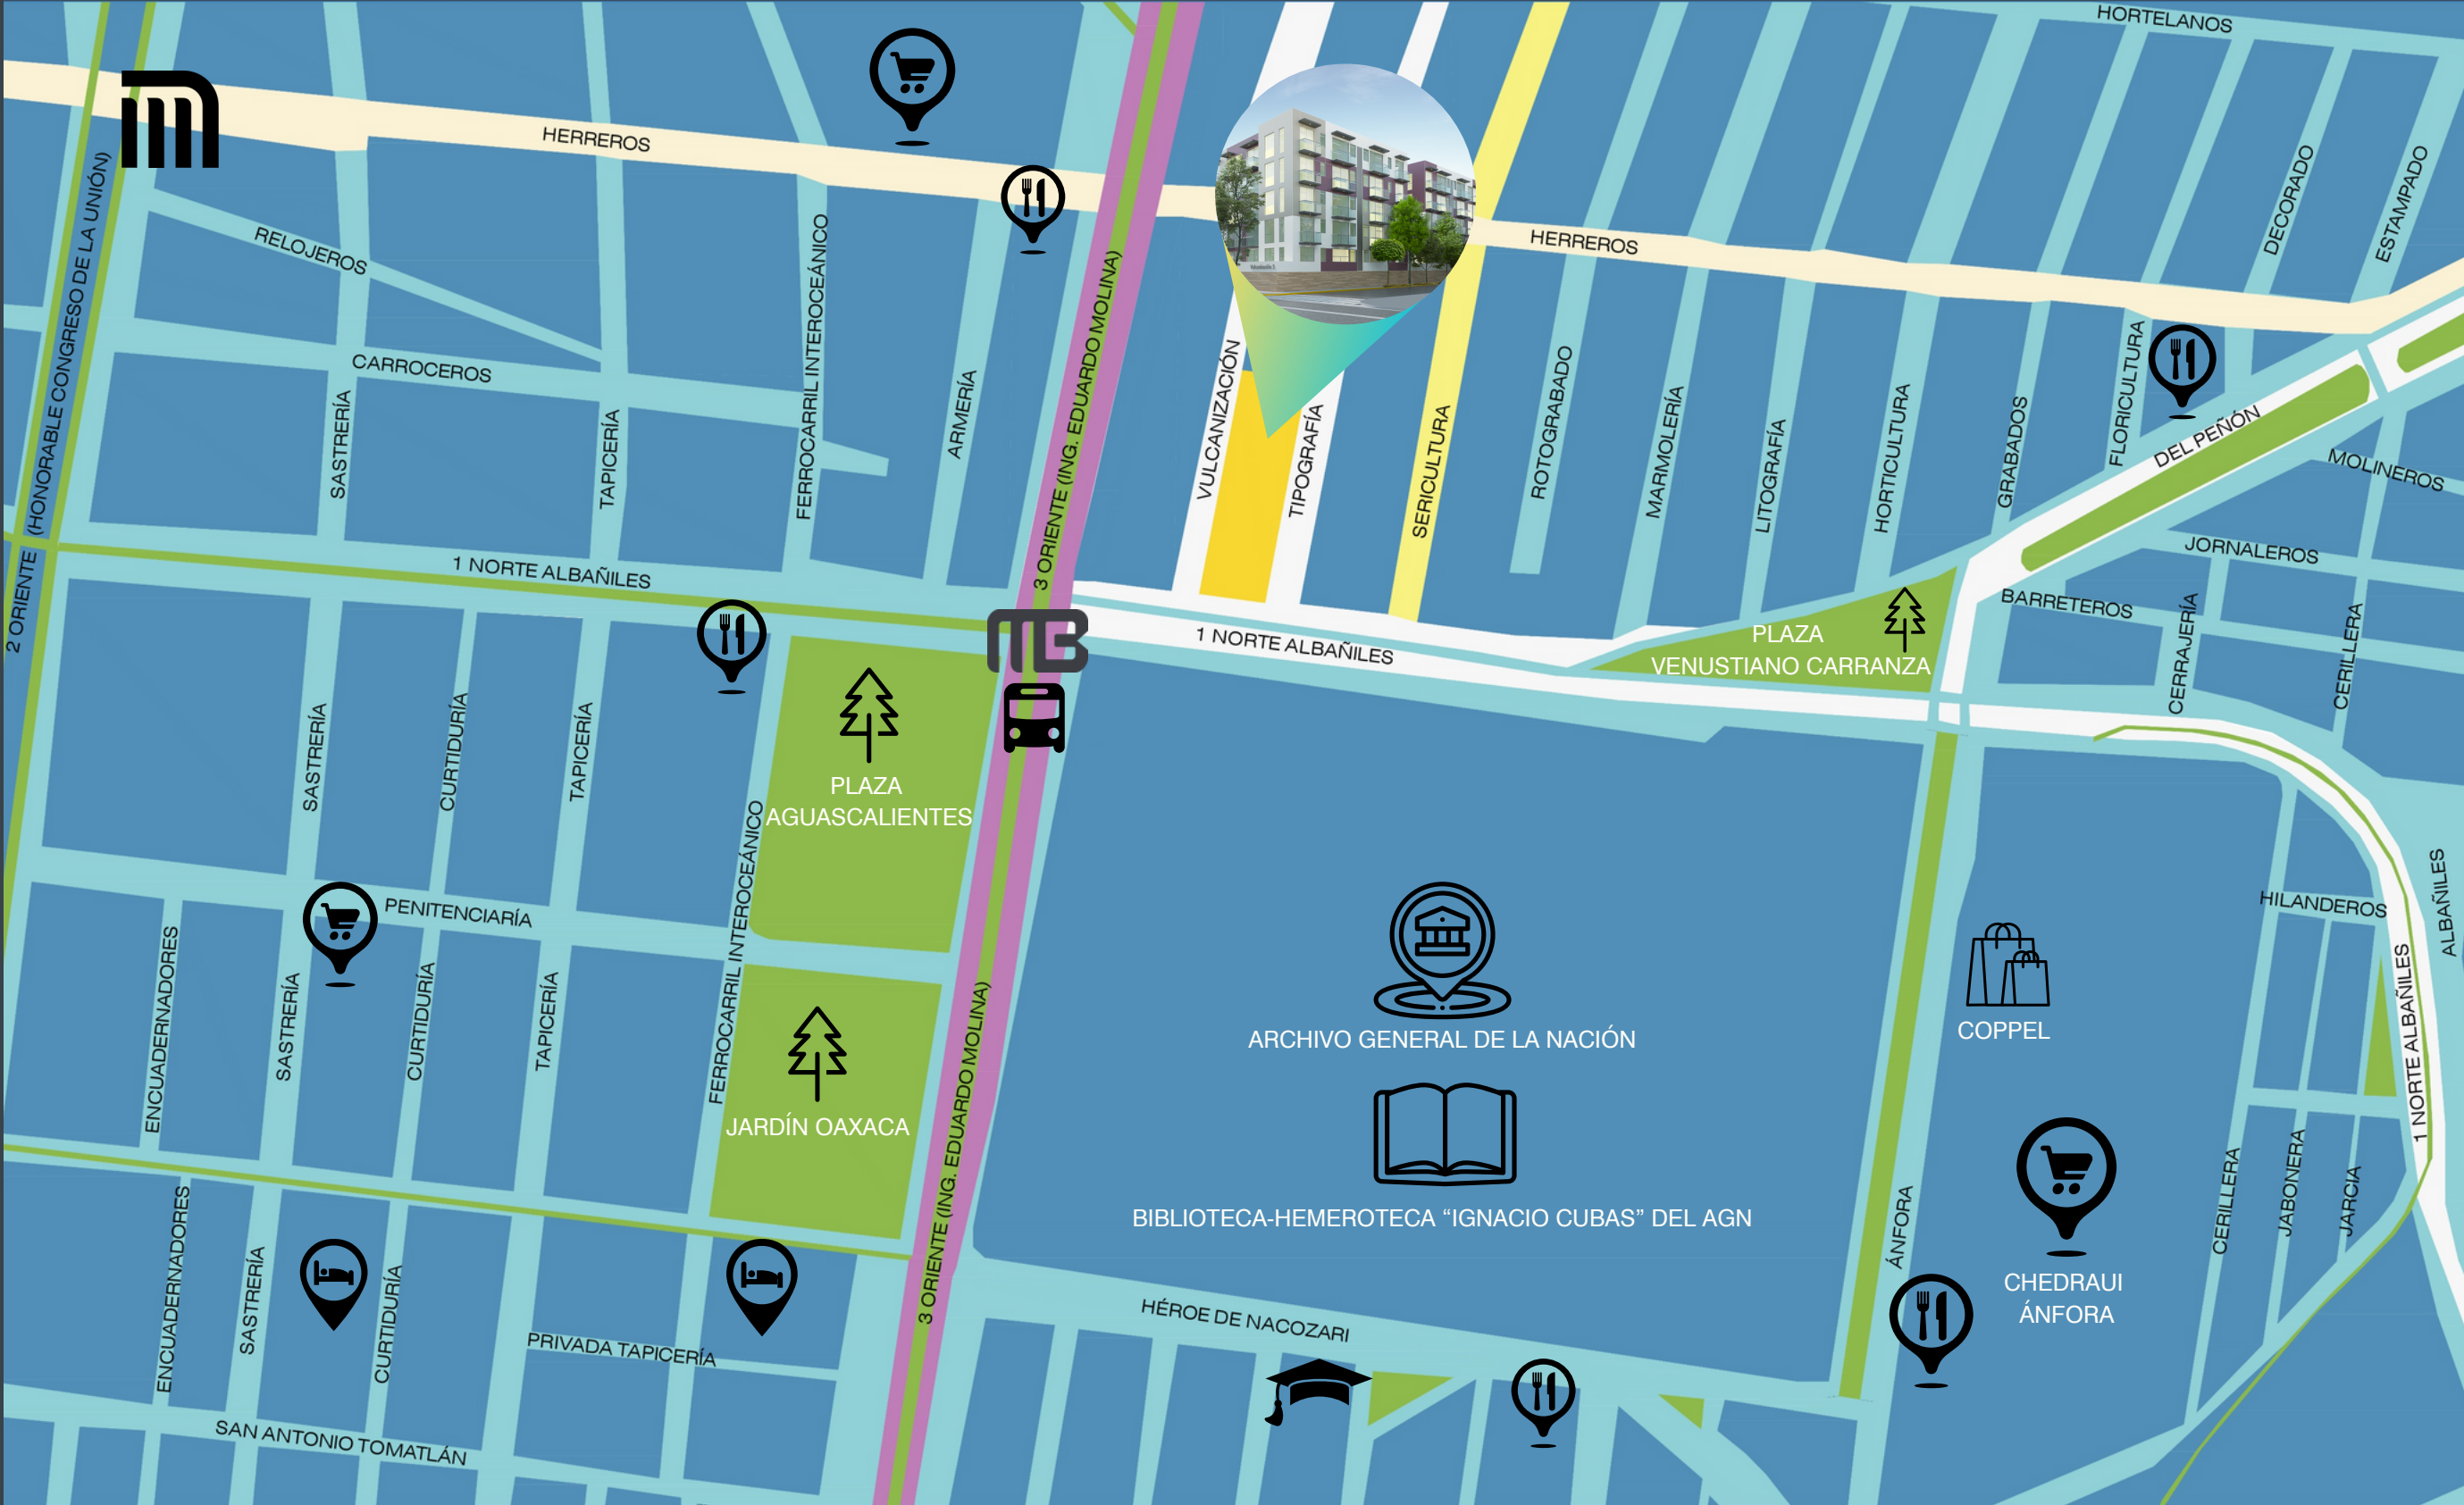 HORTELANOS
HERREROS
HERREROS
DECORADO
ESTAMPADO
RELOJEROS
2 ORIENTE (HONORABLE CONGRESO DE LA UNIÓN)
CARROCEROS
SASTRERÍA
TAPICERÍA
FERROCARRIL INTEROCEÁNICO
ARMERÍA
3 ORIENTE (ING. EDUARDO MOLINA)
VULCANIZACIÓN
TIPOGRAFÍA
SERICULTURA
ROTOGRABADO
MARMOLERÍA
LITOGRAFÍA
HORTICULTURA
GRABADOS
FLORICULTURA
DEL PEÑÓN
MOLINEROS
JORNALEROS
BARRETEROS
CERRAJERÍA
CERILLERA
1 NORTE ALBAÑILES
1 NORTE ALBAÑILES
MB
PLAZA
VENUSTIANO CARRANZA
SASTRERÍA
CURTIDURÍA
TAPICERÍA
FERROCARRIL INTEROCEÁNICO
PLAZA
AGUASCALIENTES
PENITENCIARÍA
ENCUADERNADORES
SASTRERÍA
CURTIDURÍA
TAPICERÍA
JARDÍN OAXACA
3 ORIENTE (ING. EDUARDO MOLINA)
ARCHIVO GENERAL DE LA NACIÓN
BIBLIOTECA-HEMEROTECA “IGNACIO CUBAS” DEL AGN
COPPEL
HILANDEROS
ALBAÑILES
1 NORTE ALBAÑILES
ÁNFORA
CHEDRAUI
ÁNFORA
CERILLERA
JABONERA
JARCIA
ENCUADERNADORES
SASTRERÍA
CURTIDURÍA
PRIVADA TAPICERÍA
HÉROE DE NACOZARI
SAN ANTONIO TOMATLÁN